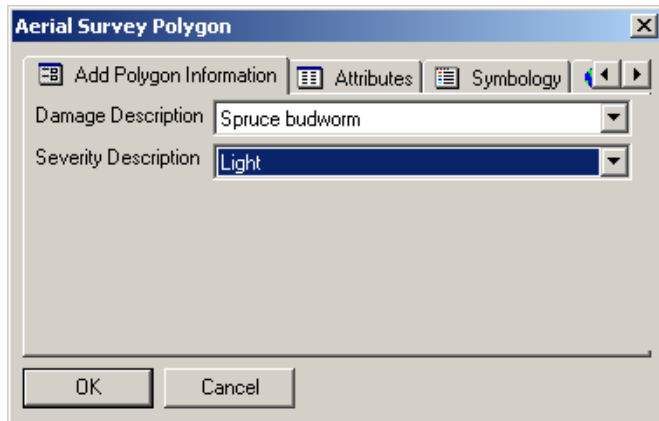 Aerial Survey Polygon
Add Polygon Information Attributes Symbology
Damage Description Spruce budworm
Severity Description Light
OK Cancel